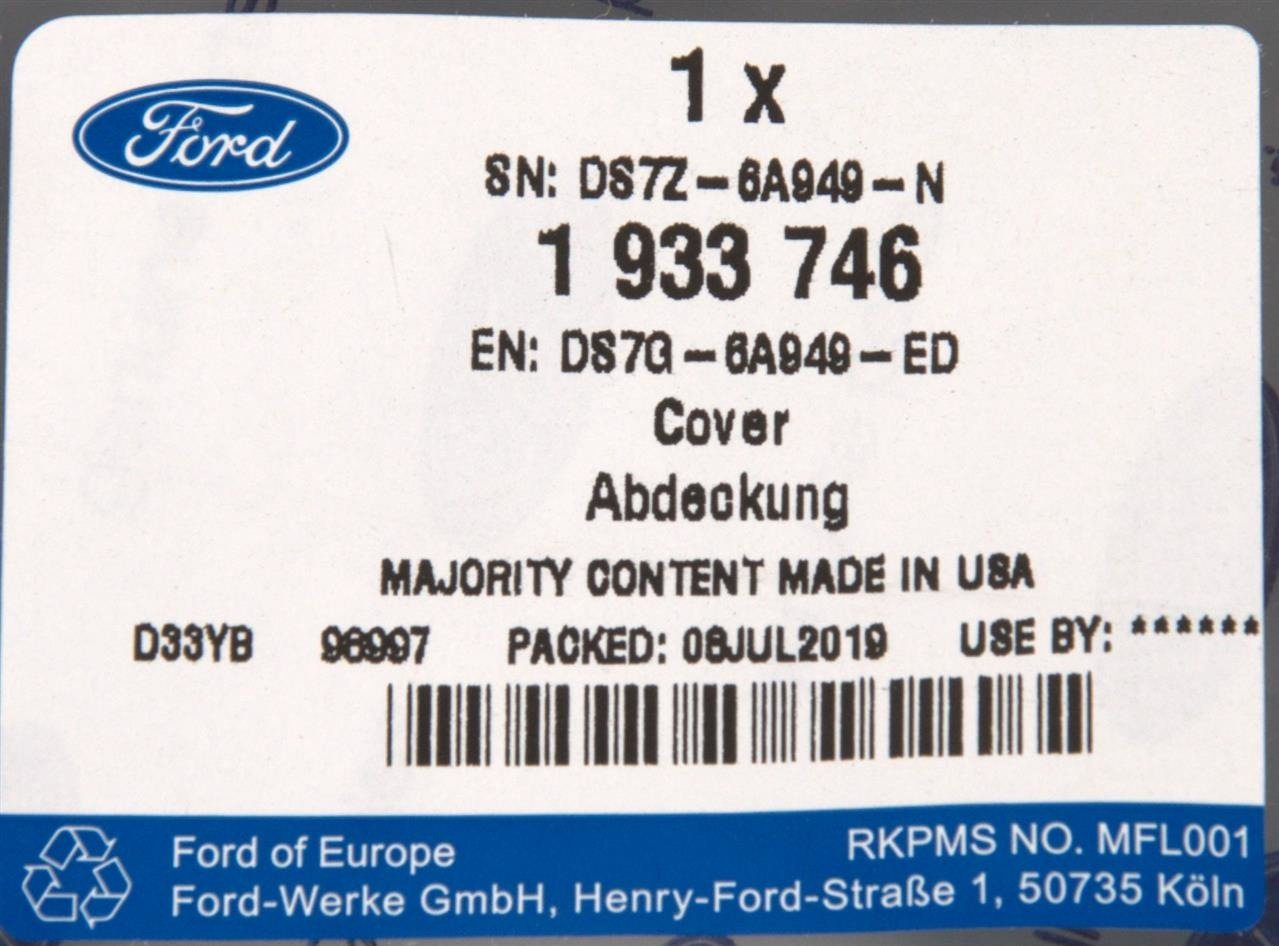 Ford
1 x
SN: DS7Z-6A949-N
1 933 746
EN: DS7G-6A949-ED
Cover
Abdeckung
MAJORITY CONTENT MADE IN USA
D33YB 96997 PACKED: 08JUL2019 USE BY: ******
Ford of Europe RKPMS NO. MFL001
Ford-Werke GmbH, Henry-Ford-Straße 1, 50735 Köln